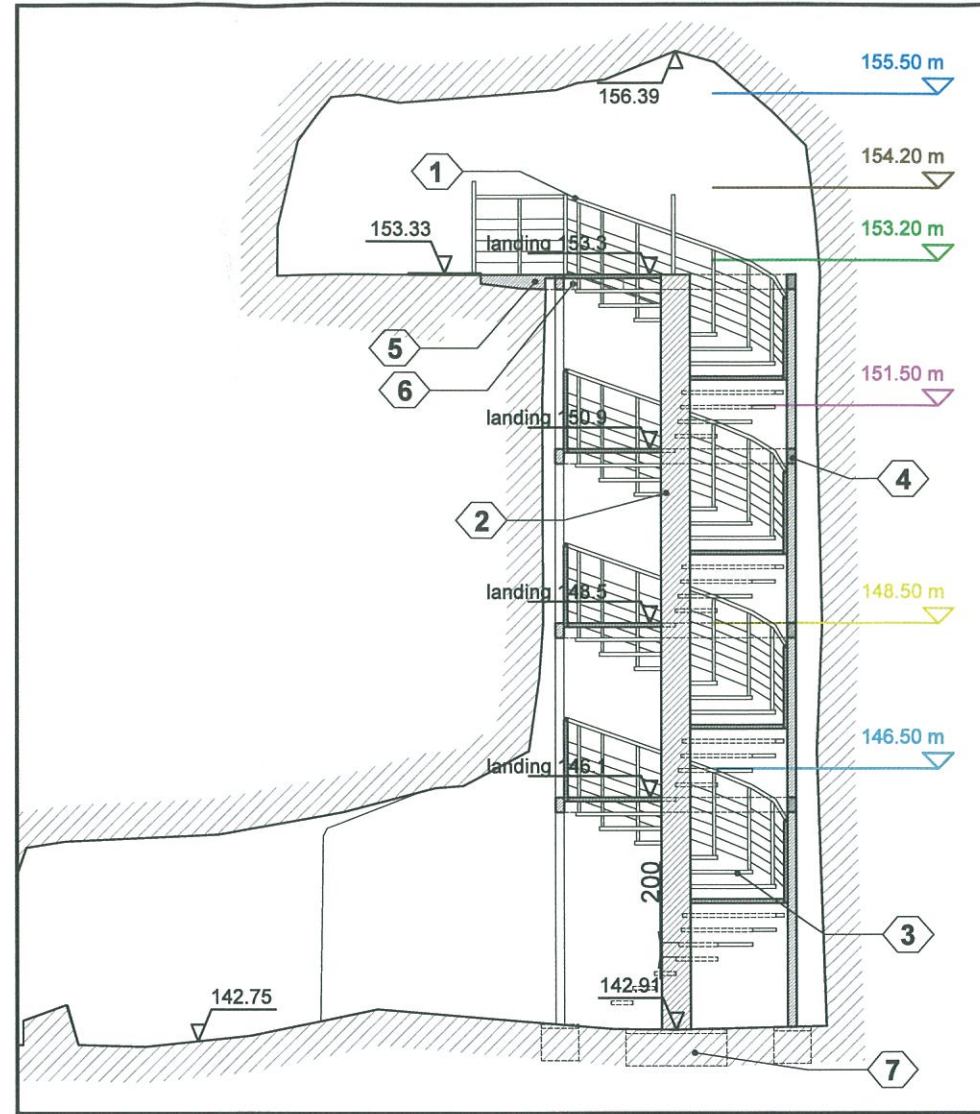 155.50 m
156.39
154.20 m
1
153.33
landing 153.3
153.20 m
5
6
151.50 m
landing 150.9
4
2
landing 148.5
148.50 m
146.50 m
landing 146.1
200
3
142.75
142.91
7